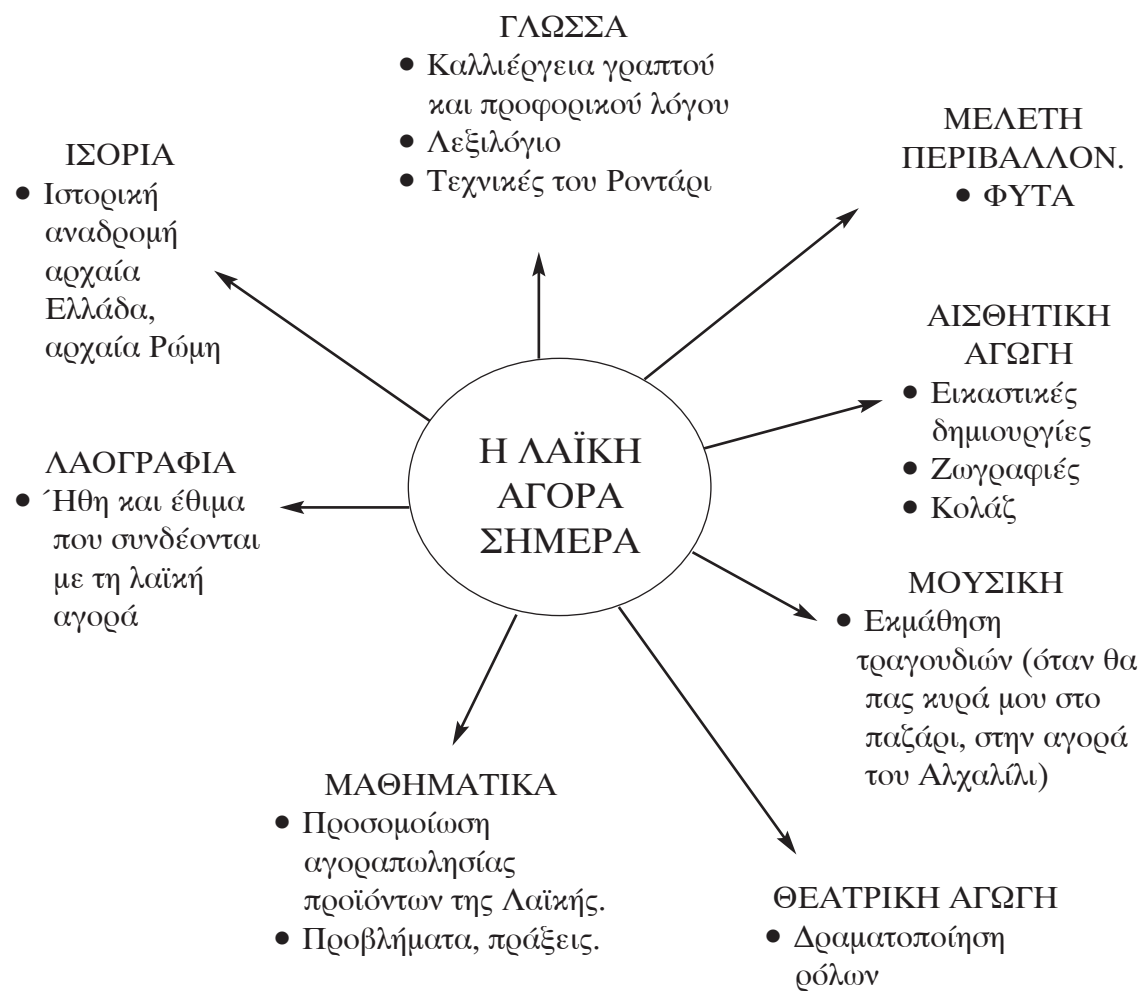 ΓΛΩΣΣΑ
● Καλλιέργεια γραπτού
και προφορικού λόγου
● Λεξιλόγιο
● Τεχνικές του Ροντάρι
ΜΕΛΕΤΗ
ΠΕΡΙΒΑΛΛΟΝ.
● ΦΥΤΑ
ΙΣΟΡΙΑ
● Ιστορική
αναδρομή
αρχαία
Ελλάδα,
αρχαία Ρώμη
ΑΙΣΘΗΤΙΚΗ
ΑΓΩΓΗ
● Εικαστικές
δημιουργίες
● Ζωγραφιές
● Κολάζ
Η ΛΑΪΚΗ
ΑΓΟΡΑ
ΣΗΜΕΡΑ
ΛΑΟΓΡΑΦΙΑ
● Ήθη και έθιμα
που συνδέονται
με τη λαϊκή
αγορά
ΜΟΥΣΙΚΗ
● Εκμάθηση
τραγουδιών (όταν θα
πας κυρά μου στο
παζάρι, στην αγορά
του Αλχαλίλι)
ΜΑΘΗΜΑΤΙΚΑ
● Προσομοίωση
αγοραπωλησίας
προϊόντων της Λαϊκής.
● Προβλήματα, πράξεις.
ΘΕΑΤΡΙΚΗ ΑΓΩΓΗ
● Δραματοποίηση
ρόλων